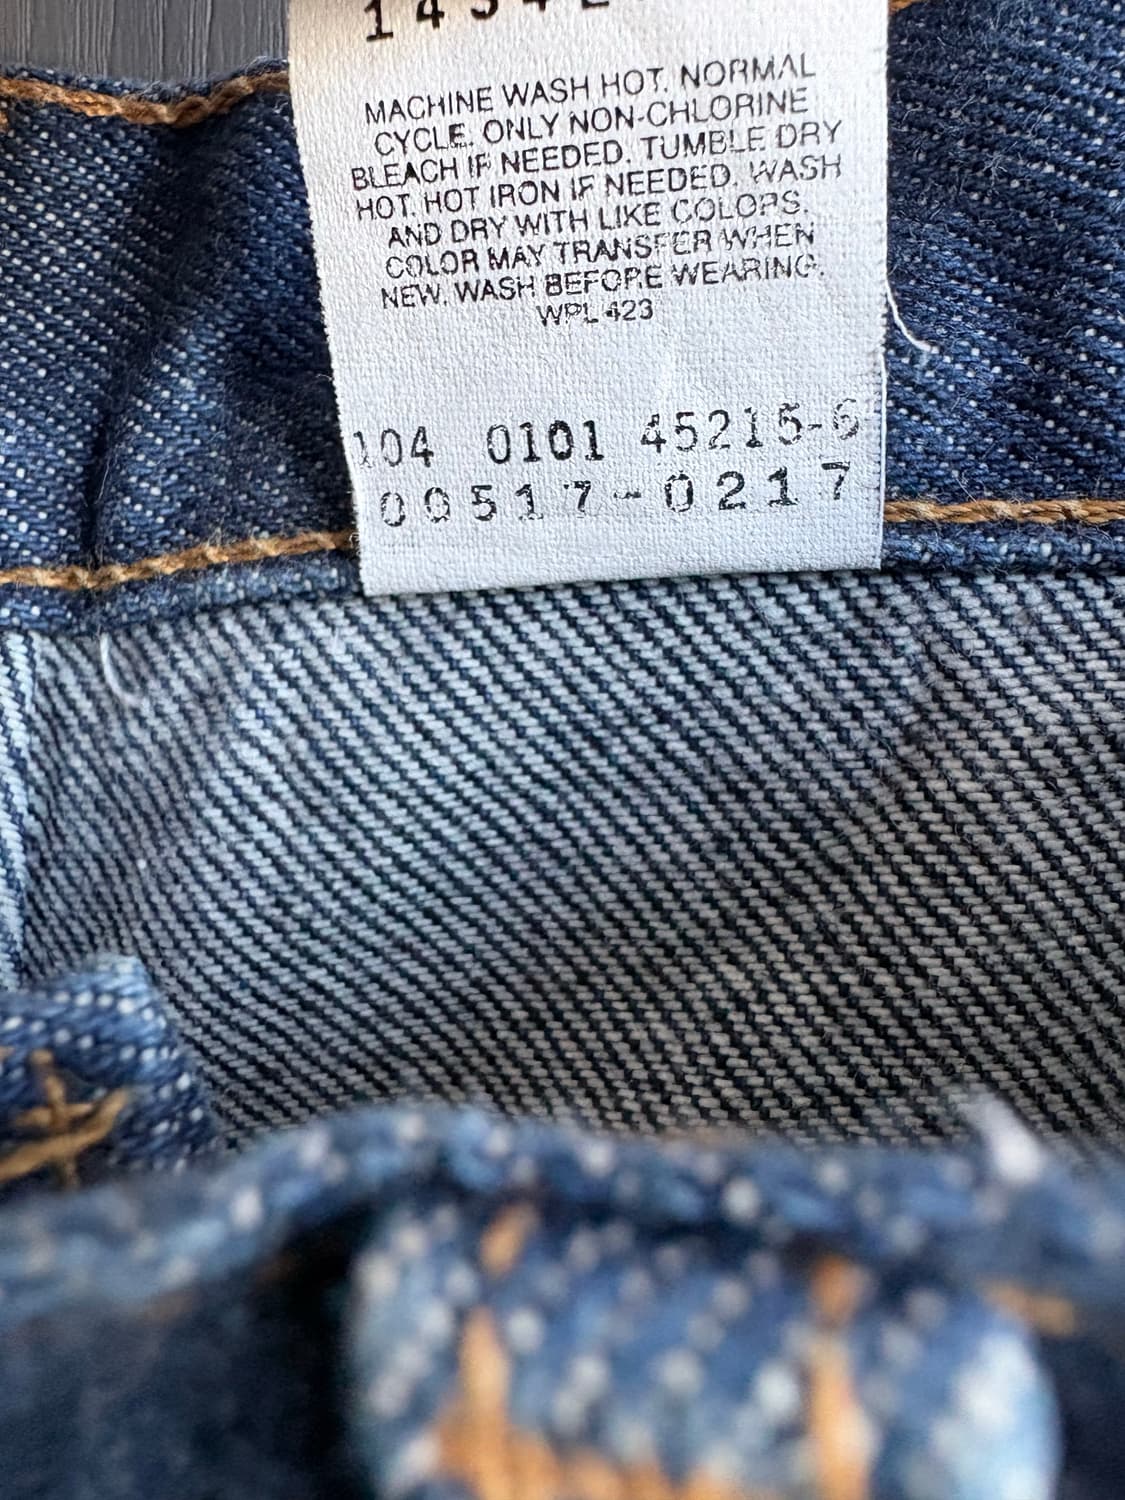 MACHINE WASH HOT. NORMAL
CYCLE. ONLY NON-CHLORINE
BLEACH IF NEEDED. TUMBLE DRY
HOT. HOT IRON IF NEEDED. WASH
AND DRY WITH LIKE COLORS.
COLOR MAY TRANSFER WHEN
NEW. WASH BEFORE WEARING.
WPL 423
104 0101 45215-6
00517-0217